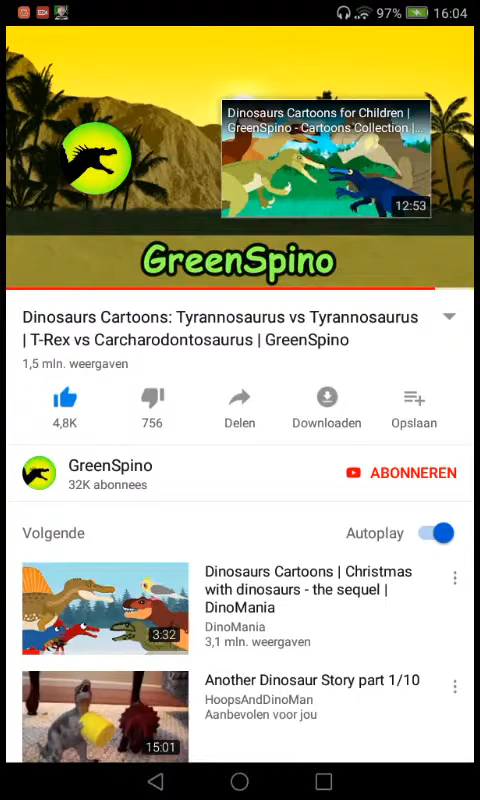 97% 16:04
Dinosaurs Cartoons for Children |
GreenSpino - Cartoons Collection |...
12:53
GreenSpino
Dinosaurs Cartoons: Tyrannosaurus vs Tyrannosaurus
| T-Rex vs Carcharodontosaurus | GreenSpino
1,5 mln. weergaven
4,8K 756 Delen Downloaden Opslaan
GreenSpino
32K abonnees
ABONNEREN
Volgende Autoplay
Dinosaurs Cartoons | Christmas
with dinosaurs - the sequel |
DinoMania
DinoMania
3,1 mln. weergaven
3:32
Another Dinosaur Story part 1/10
HoopsAndDinoMan
Aanbevolen voor jou
15:01